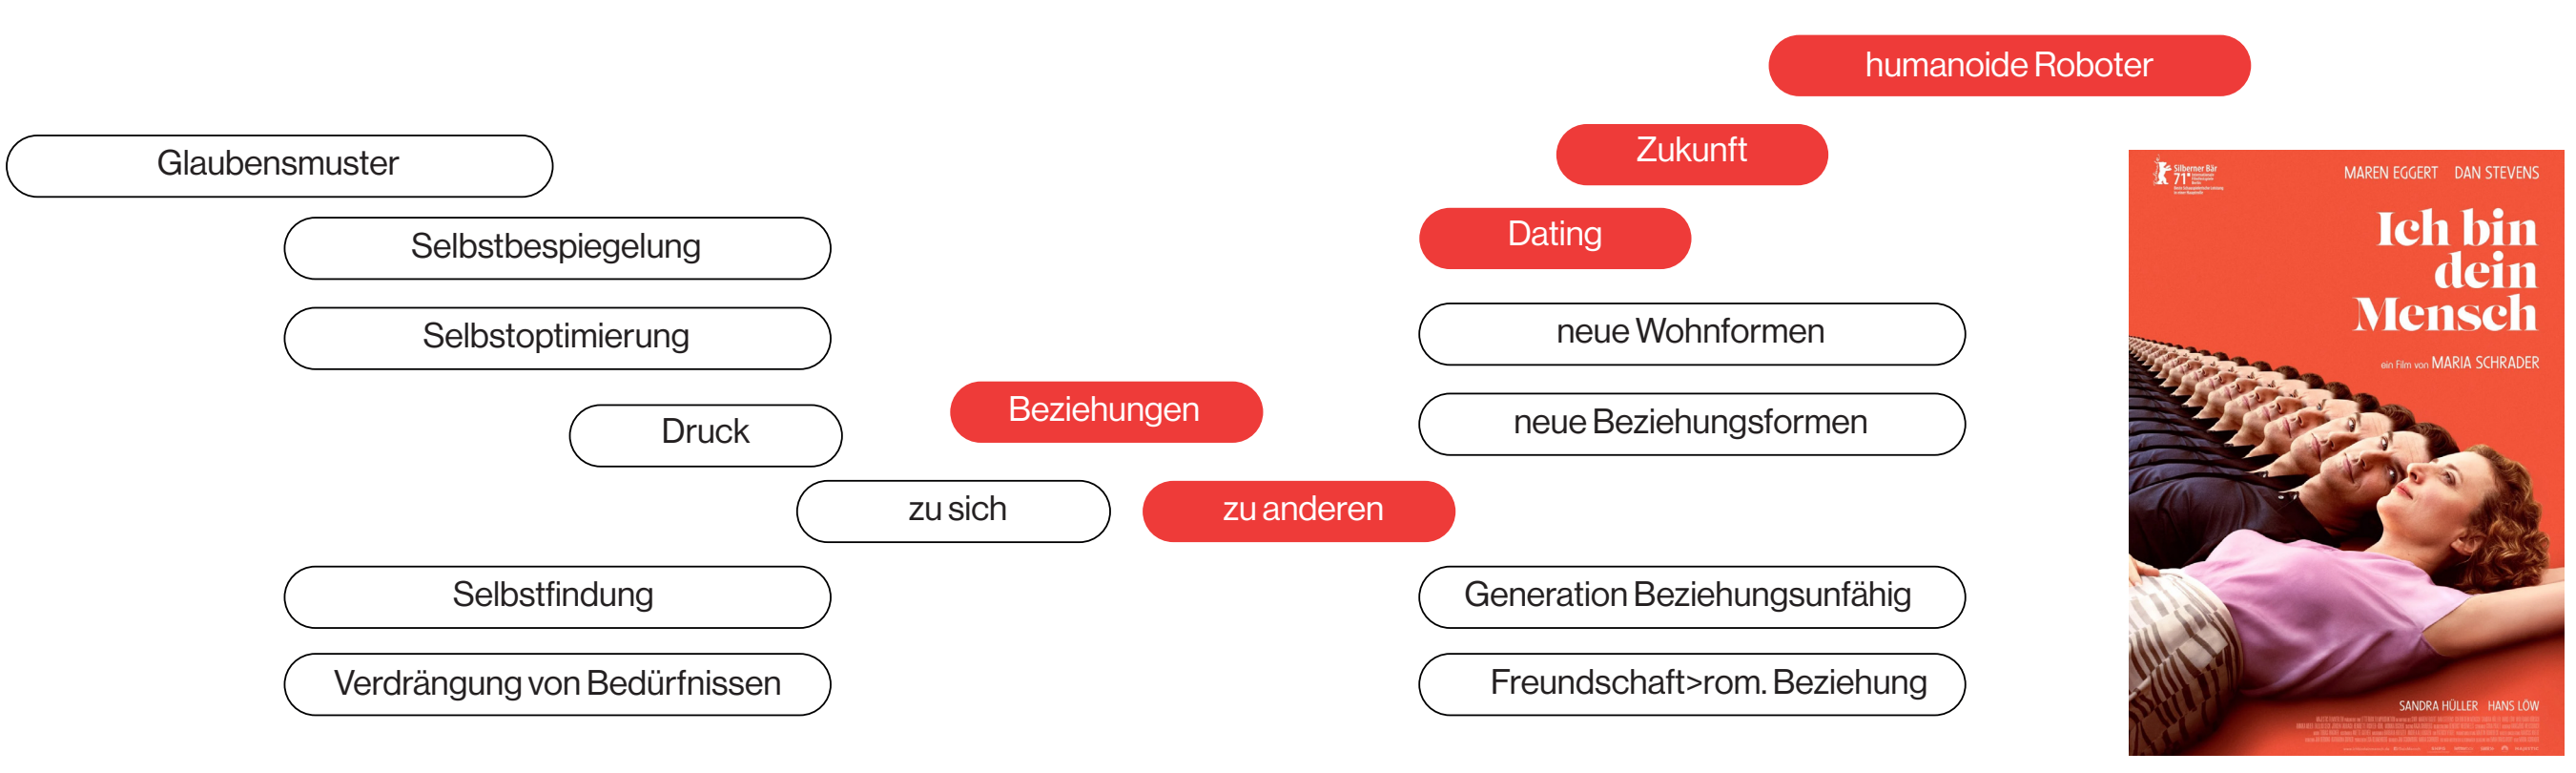 humanoide Roboter
Zukunft
Glaubensmuster
Dating
Selbstbespiegelung
neue Wohnformen
Selbstoptimierung
Beziehungen
neue Beziehungsformen
Druck
zu sich
zu anderen
Selbstfindung
Generation Beziehungsunfähig
Verdrängung von Bedürfnissen
Freundschaft>rom. Beziehung
Silberner Bär
71
MAREN EGGERT DAN STEVENS
Ich bin
dein
Mensch
ein Film von MARIA SCHRADER
SANDRA HÜLLER HANS LÖW